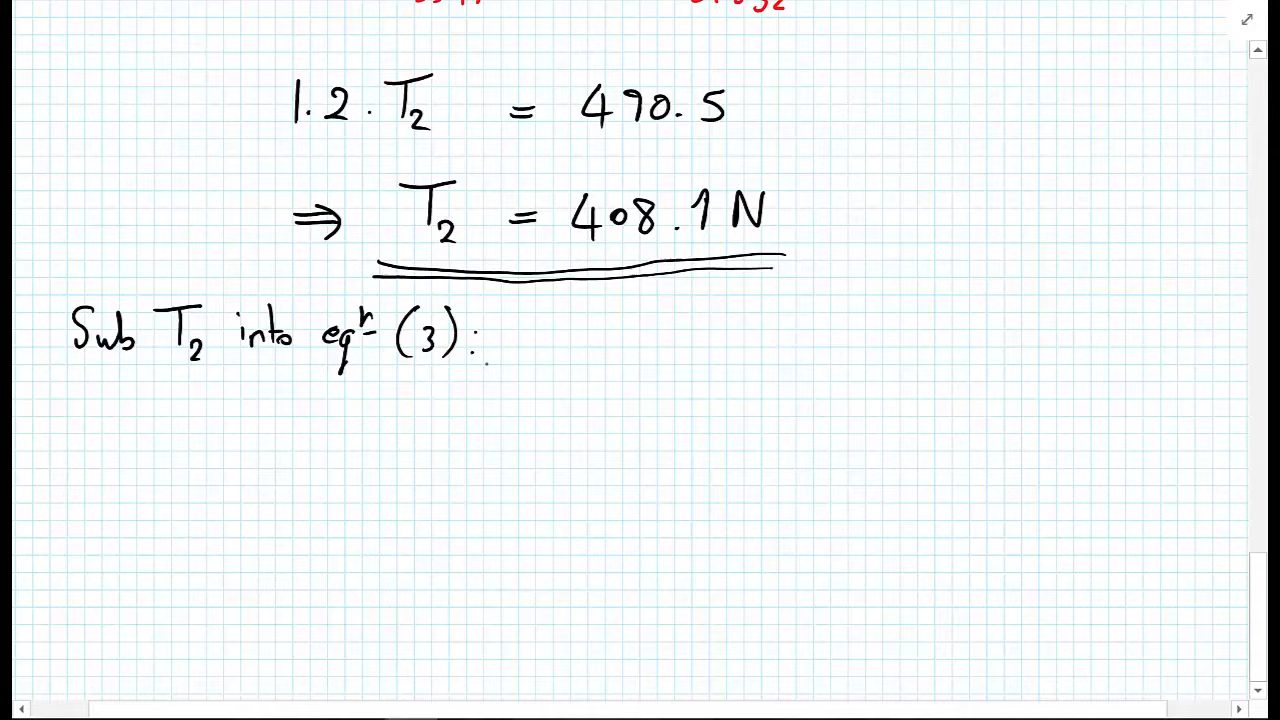 1.2 . T₂ = 490.5
⇒ T₂ = 408.1 N
Sub T₂ into eqⁿ (3):